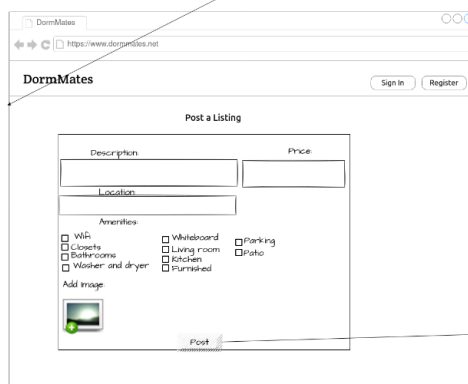 DormMates
https://www.dormmates.net
DormMates
Sign In
Register
Post a Listing
Description:
Price:
Location:
Amenities:
Wifi
Closets
Bathrooms
Washer and dryer
Whiteboard
Living room
Kitchen
Furnished
Parking
Patio
Add Image:
Post